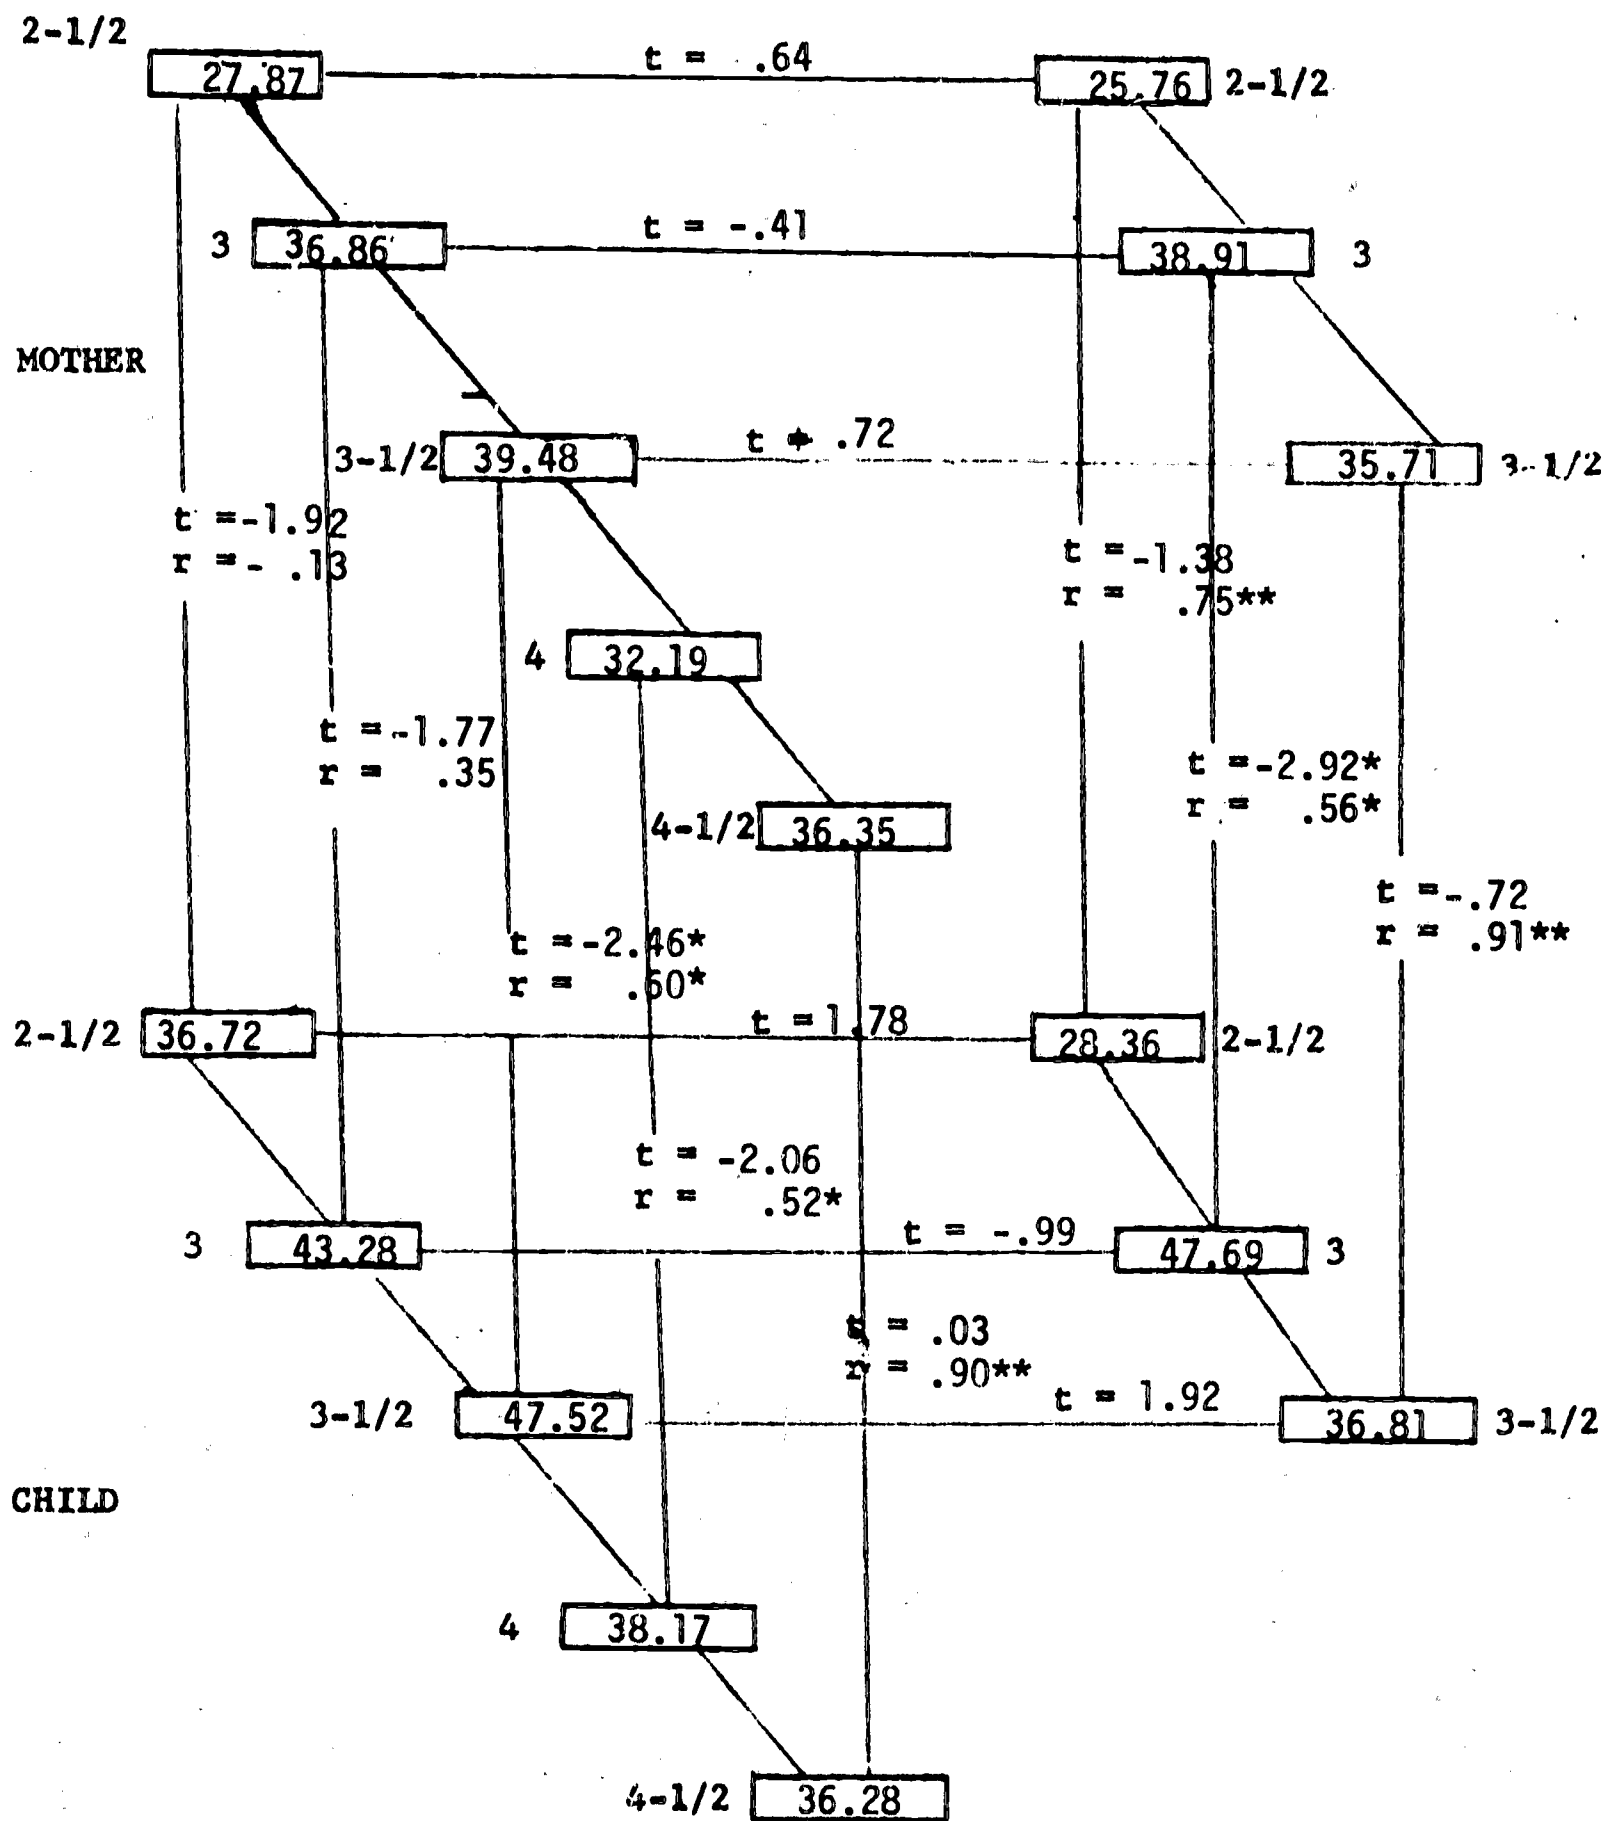 2-1/2
27.87 t = .64 25.76 2-1/2
3 36.86 t = -.41 38.91 3
MOTHER
3-1/2 39.48 t = .72 35.71 3-1/2
t =-1.92
r =- .13
t =-1.38
r = .75**
4 32.19
t =-1.77
r = .35
t =-2.92*
r = .56*
4-1/2 36.35
t =-.72
r = .91**
t =-2.46*
r = .60*
2-1/2 36.72 t =1.78 28.36 2-1/2
t = -2.06
r = .52*
3 43.28 t = -.99 47.69 3
t = .03
r = .90**
3-1/2 47.52 t = 1.92 36.81 3-1/2
CHILD
4 38.17
4-1/2 36.28